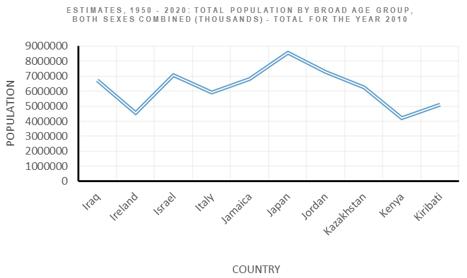 ESTIMATES, 1950 - 2020: TOTAL POPULATION BY BROAD AGE GROUP,
BOTH SEXES COMBINED (THOUSANDS) - TOTAL FOR THE YEAR 2010
POPULATION
9000000
8000000
7000000
6000000
5000000
4000000
3000000
2000000
1000000
0
Iraq
Ireland
Israel
Italy
Jamaica
Japan
Jordan
Kazakhstan
Kenya
Kiribati
COUNTRY